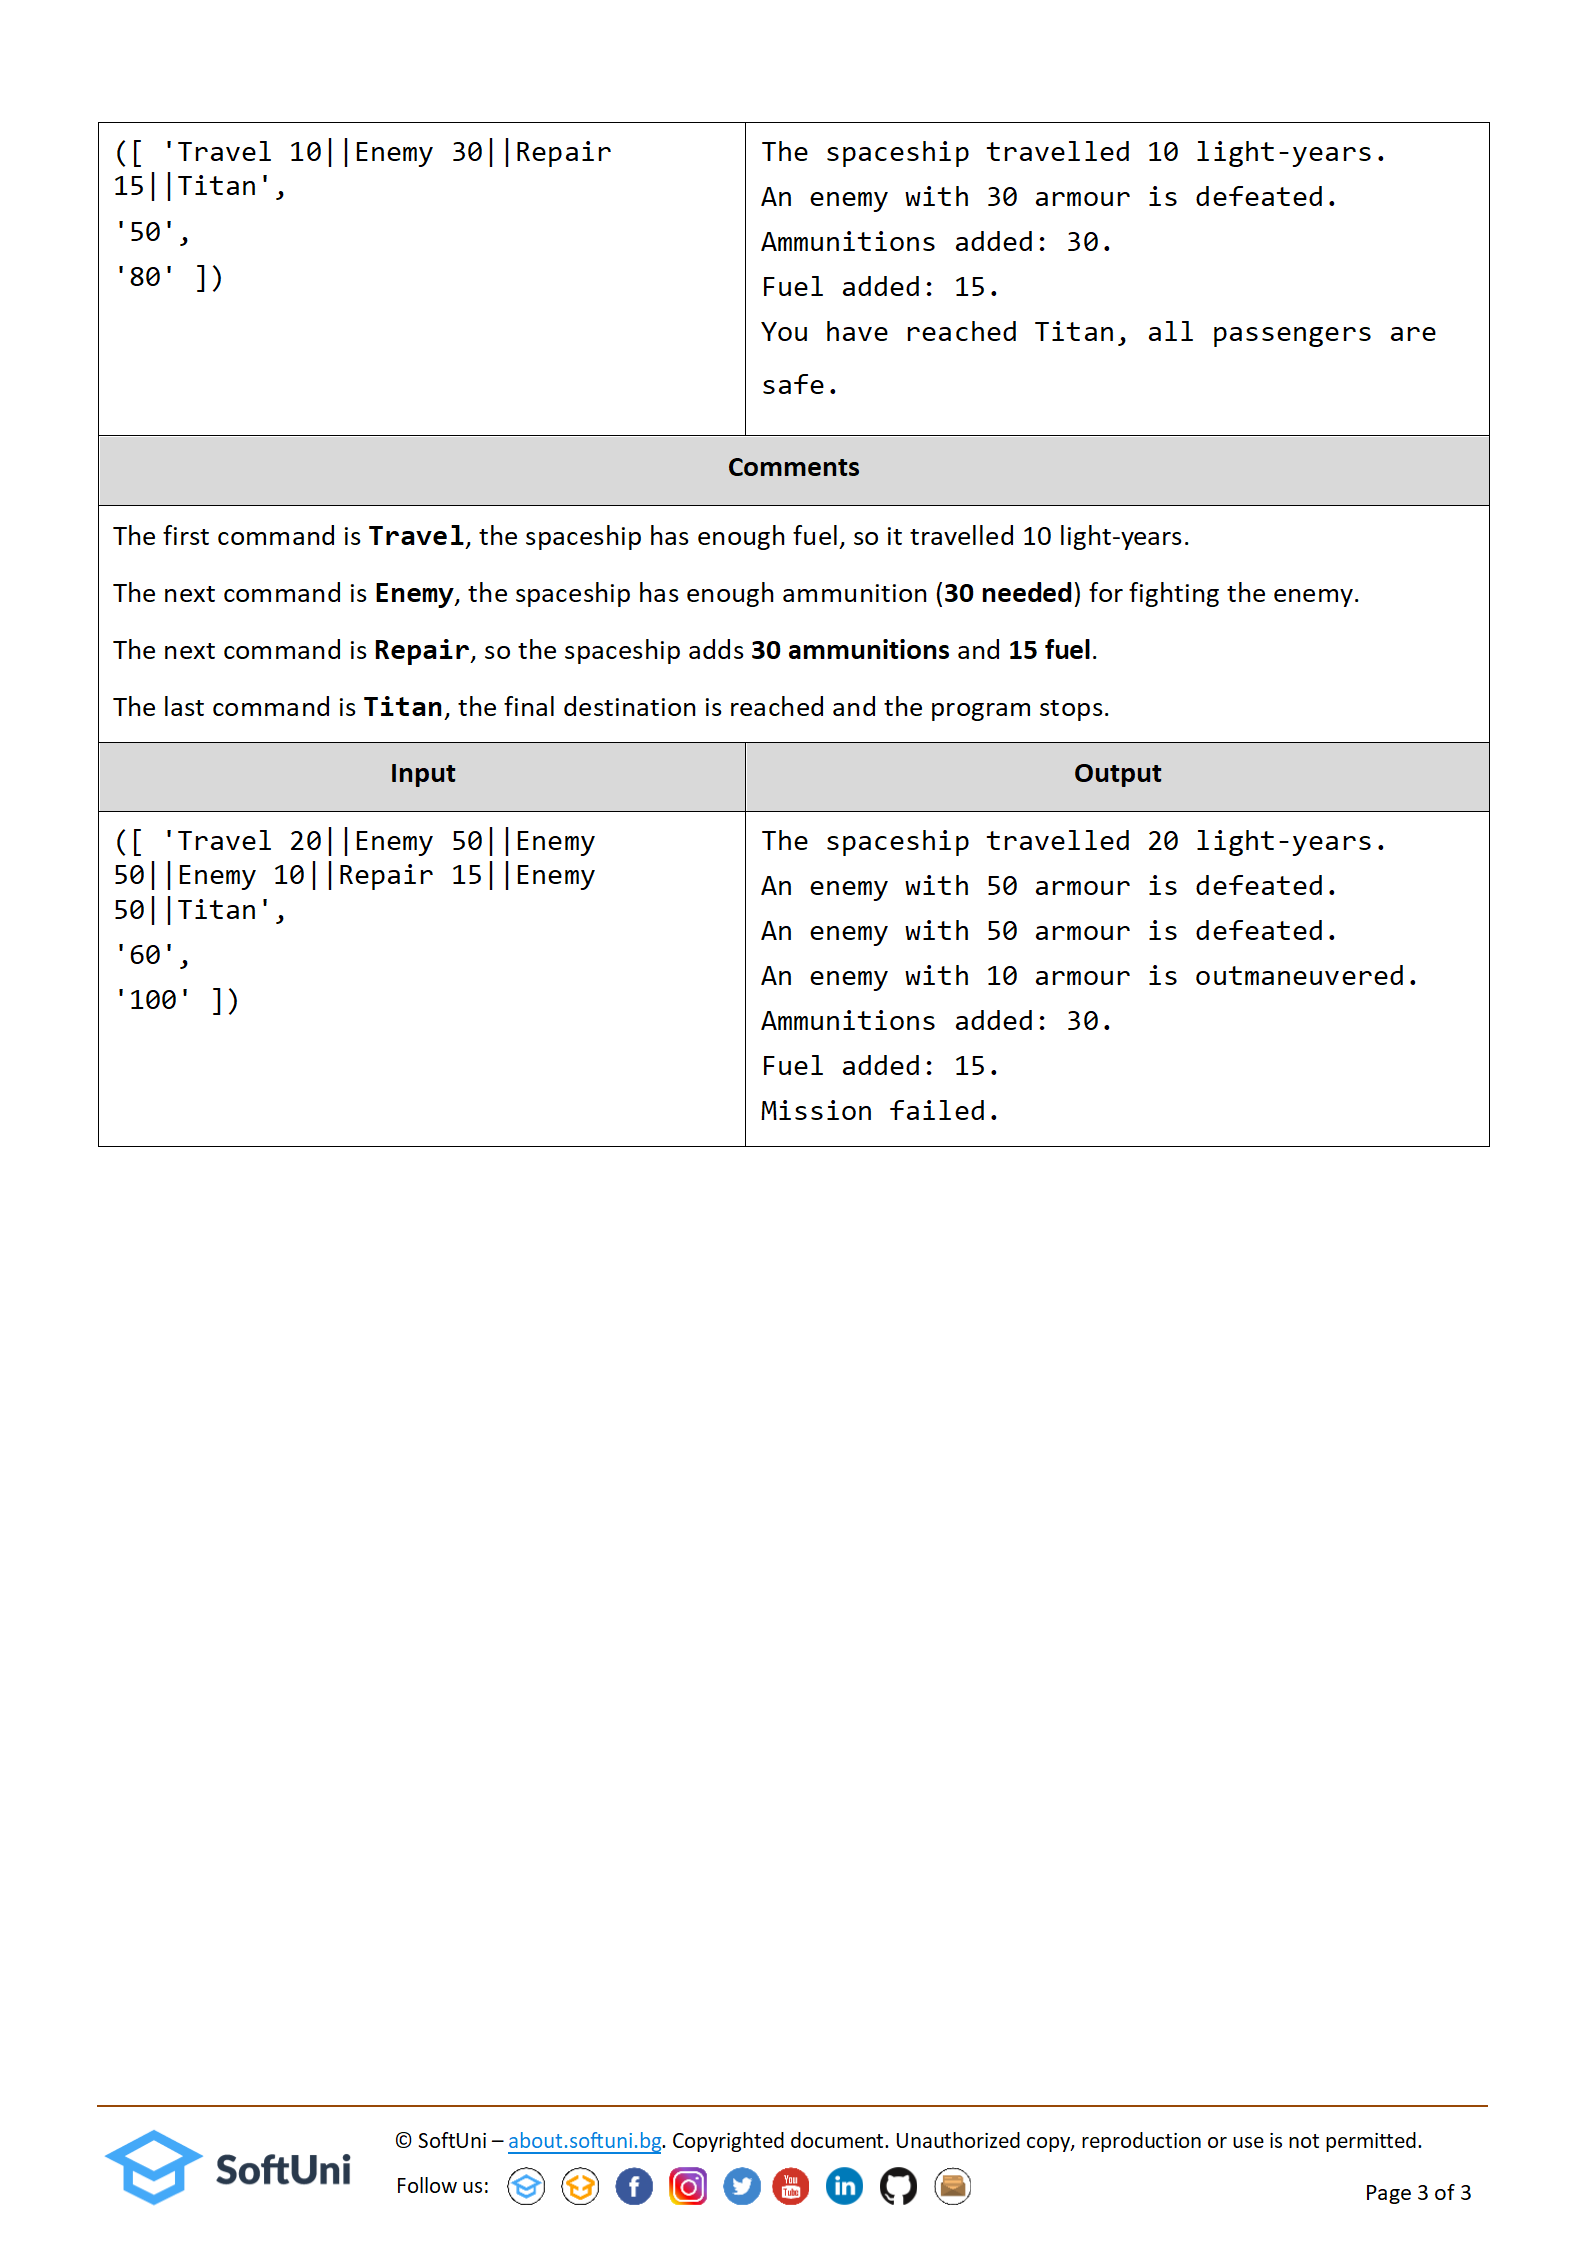 ([ 'Travel 10||Enemy 30||Repair
15||Titan',
'50',
'80' ])
The spaceship travelled 10 light-years.
An enemy with 30 armour is defeated.
Ammunitions added: 30.
Fuel added: 15.
You have reached Titan, all passengers are
safe.
Comments
The first command is Travel, the spaceship has enough fuel, so it travelled 10 light-years.
The next command is Enemy, the spaceship has enough ammunition (30 needed) for fighting the enemy.
The next command is Repair, so the spaceship adds 30 ammunitions and 15 fuel.
The last command is Titan, the final destination is reached and the program stops.
Input
Output
([ 'Travel 20||Enemy 50||Enemy
50||Enemy 10||Repair 15||Enemy
50||Titan',
'60',
'100' ])
The spaceship travelled 20 light-years.
An enemy with 50 armour is defeated.
An enemy with 50 armour is defeated.
An enemy with 10 armour is outmaneuvered.
Ammunitions added: 30.
Fuel added: 15.
Mission failed.
SoftUni
© SoftUni – about.softuni.bg. Copyrighted document. Unauthorized copy, reproduction or use is not permitted.
Follow us:
You
Tube
in
Page 3 of 3